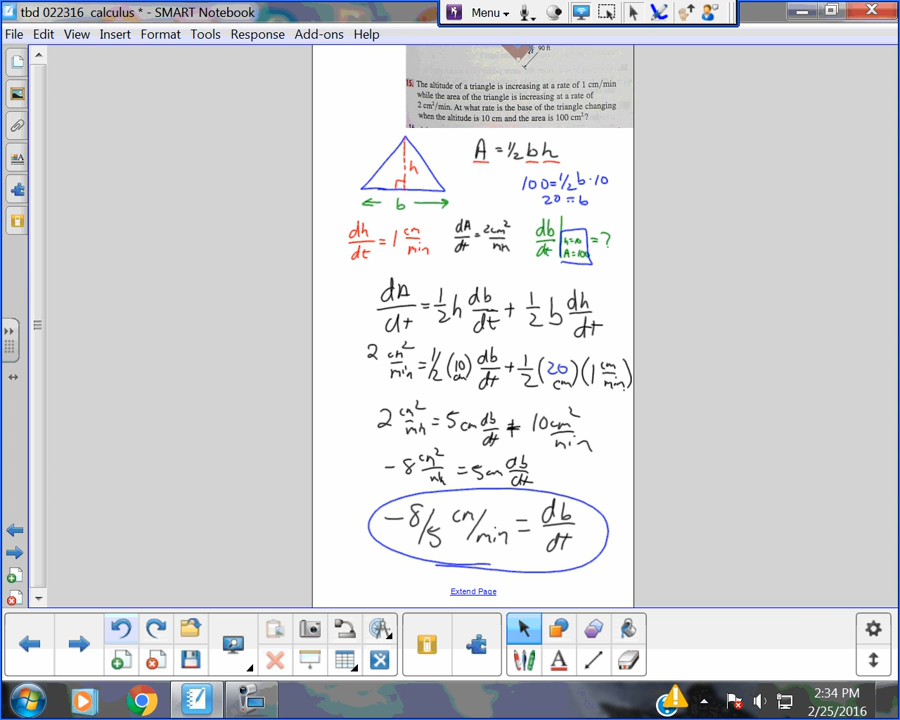 tbd 022316 calculus * - SMART Notebook
Menu
File Edit View Insert Format Tools Response Add-ons Help
90 ft
15. The altitude of a triangle is increasing at a rate of 1 cm/min
while the area of the triangle is increasing at a rate of
2 cm²/min. At what rate is the base of the triangle changing
when the altitude is 10 cm and the area is 100 cm²?
A = 1/2 b h
h
100 = 1/2 b · 10
20 = b
b
dh/dt = 1 cm/min dA/dt = 2 cm²/min db/dt | h=10 A=100 = ?
dA/dt = 1/2 h db/dt + 1/2 b dh/dt
2 cm²/min = 1/2 (10 cm) db/dt + 1/2 (20 cm)(1 cm/min)
2 cm²/min = 5 cm db/dt + 10 cm²/min
-8 cm²/min = 5 cm db/dt
-8/5 cm/min = db/dt
Extend Page
2:34 PM
2/25/2016